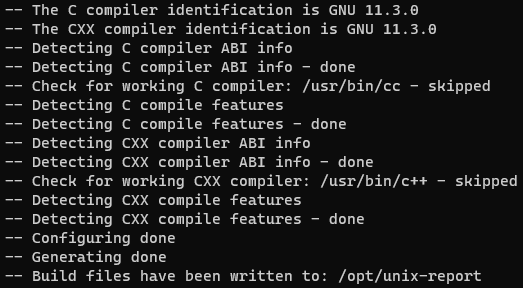 -- The C compiler identification is GNU 11.3.0
-- The CXX compiler identification is GNU 11.3.0
-- Detecting C compiler ABI info
-- Detecting C compiler ABI info - done
-- Check for working C compiler: /usr/bin/cc - skipped
-- Detecting C compile features
-- Detecting C compile features - done
-- Detecting CXX compiler ABI info
-- Detecting CXX compiler ABI info - done
-- Check for working CXX compiler: /usr/bin/c++ - skipped
-- Detecting CXX compile features
-- Detecting CXX compile features - done
-- Configuring done
-- Generating done
-- Build files have been written to: /opt/unix-report